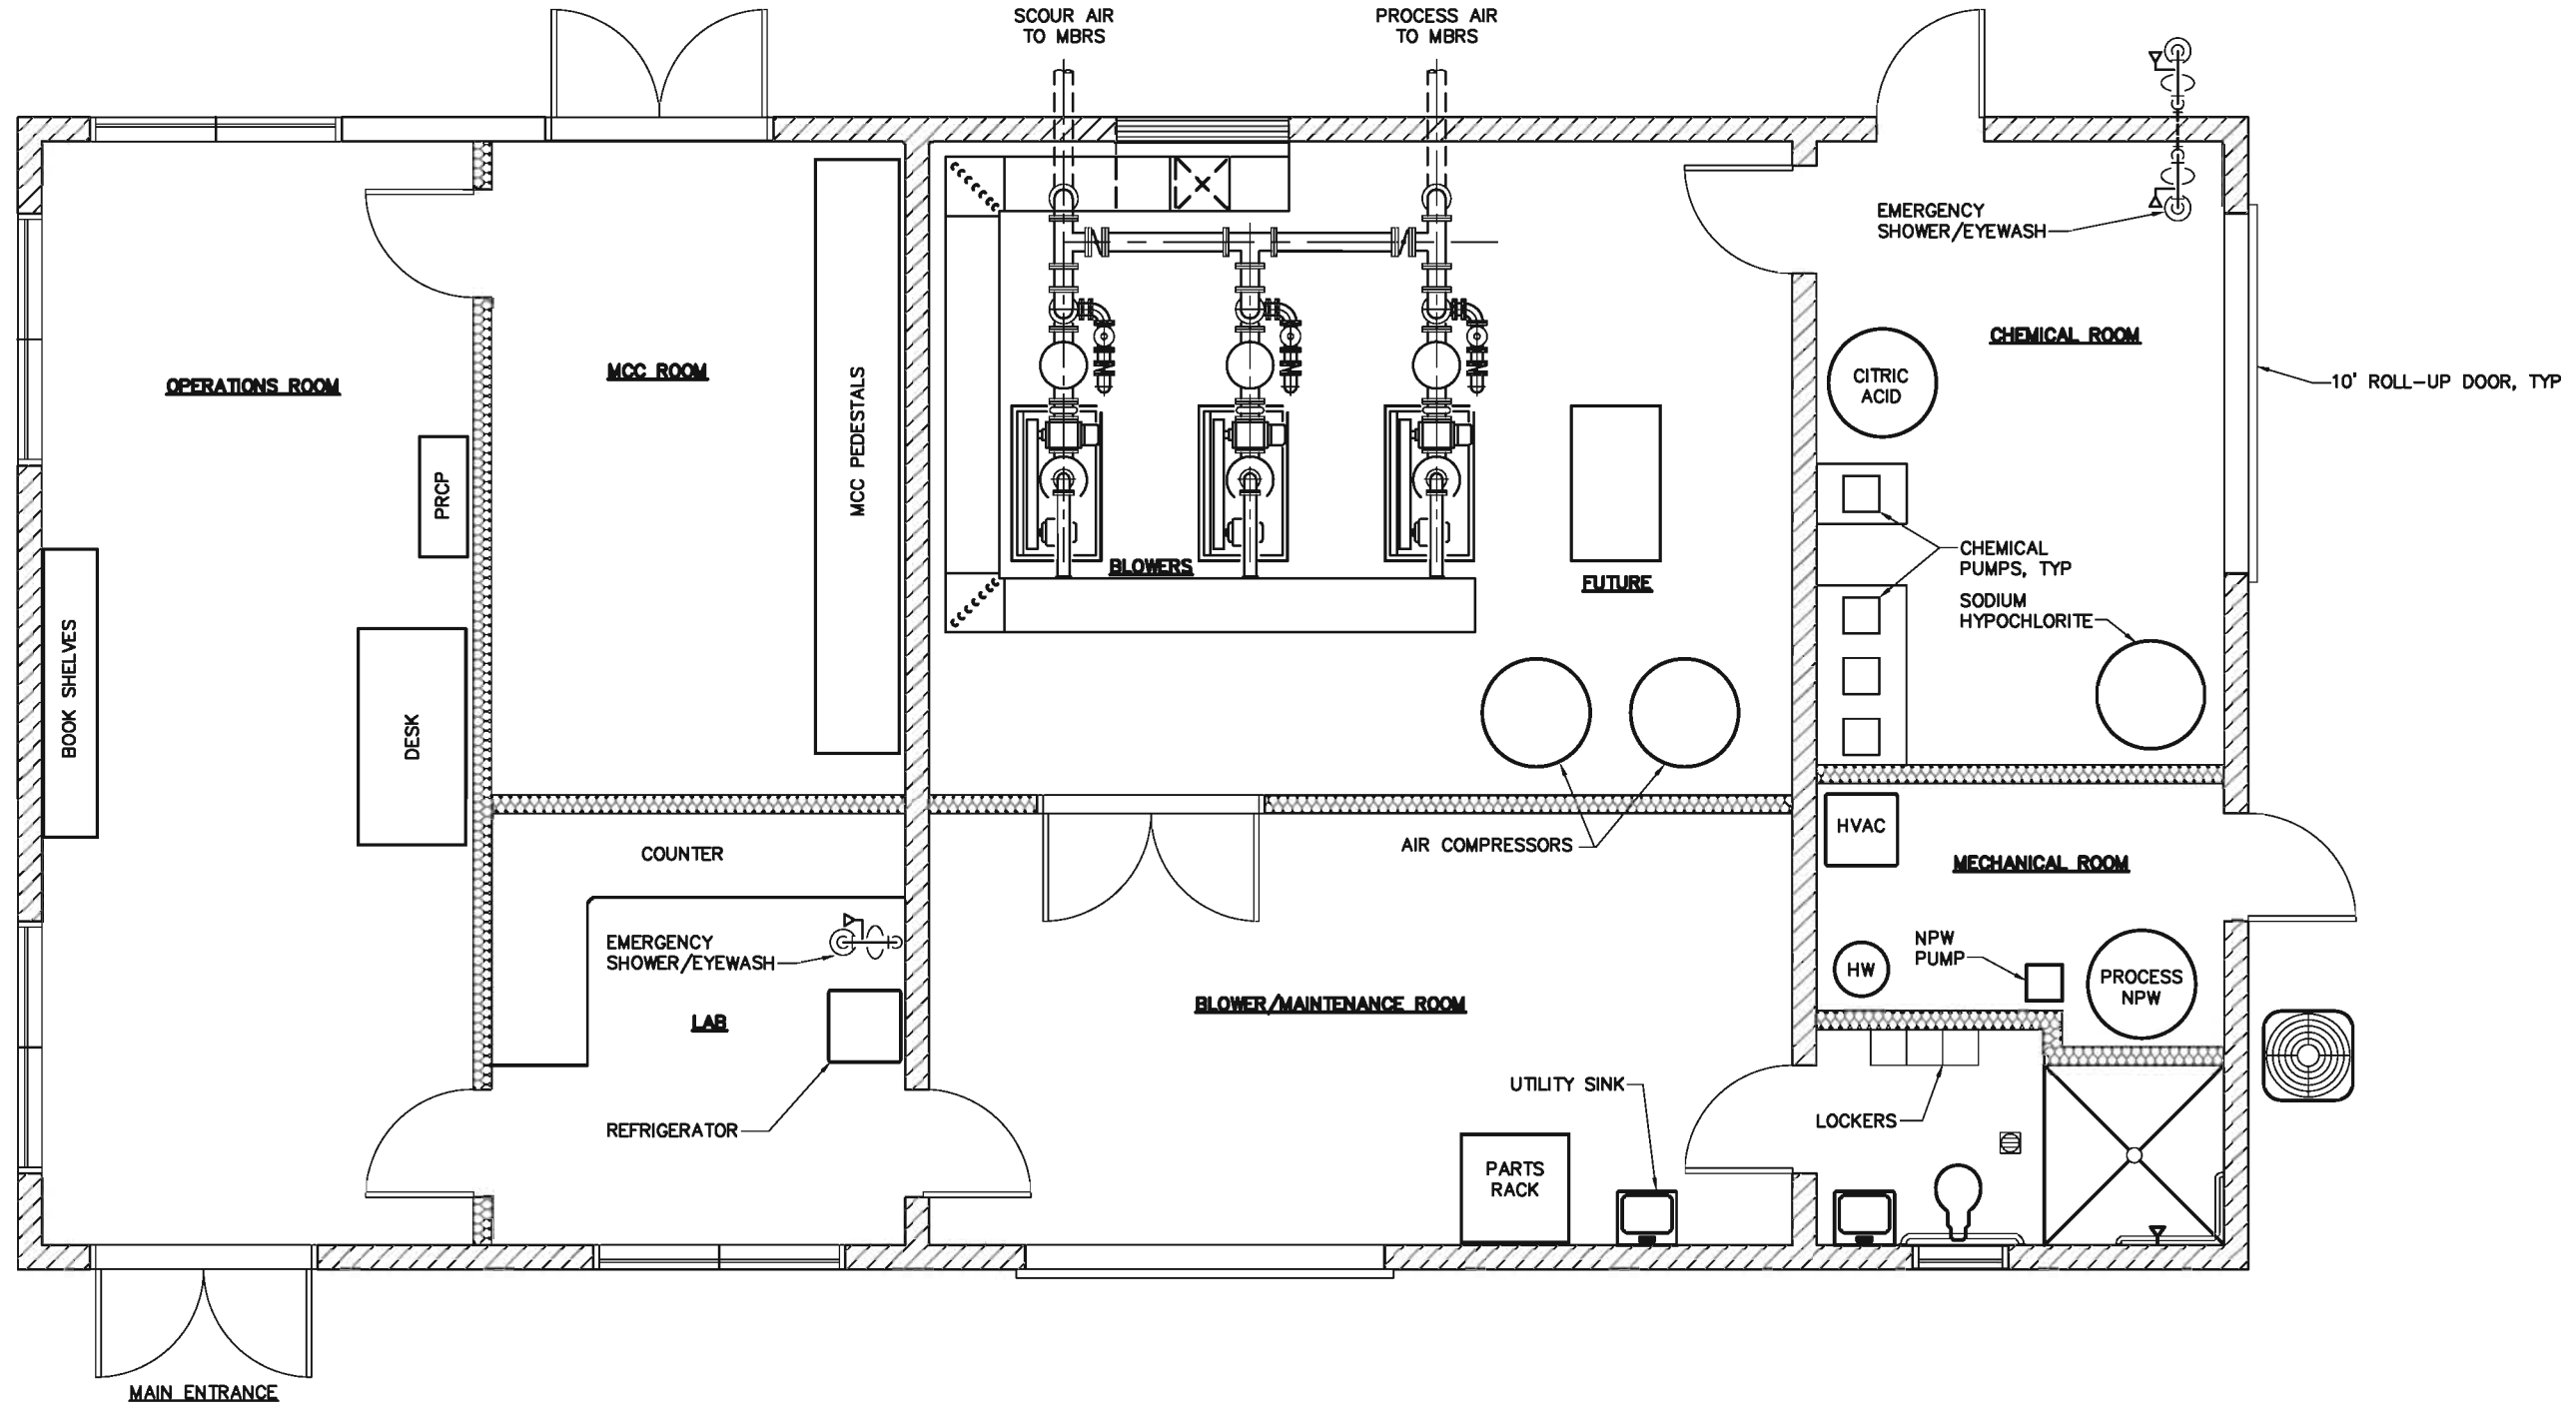 SCOUR AIR
TO MBRS
PROCESS AIR
TO MBRS
EMERGENCY
SHOWER/EYEWASH
CHEMICAL ROOM
OPERATIONS ROOM
MCC ROOM
MCC PEDESTALS
CITRIC
ACID
10' ROLL-UP DOOR, TYP
PRCP
CHEMICAL
PUMPS, TYP
BLOWERS
FUTURE
SODIUM
HYPOCHLORITE
BOOK SHELVES
DESK
COUNTER
AIR COMPRESSORS
HVAC
MECHANICAL ROOM
EMERGENCY
SHOWER/EYEWASH
NPW
PUMP
HW
PROCESS
NPW
LAB
BLOWER/MAINTENANCE ROOM
REFRIGERATOR
UTILITY SINK
LOCKERS
PARTS
RACK
MAIN ENTRANCE